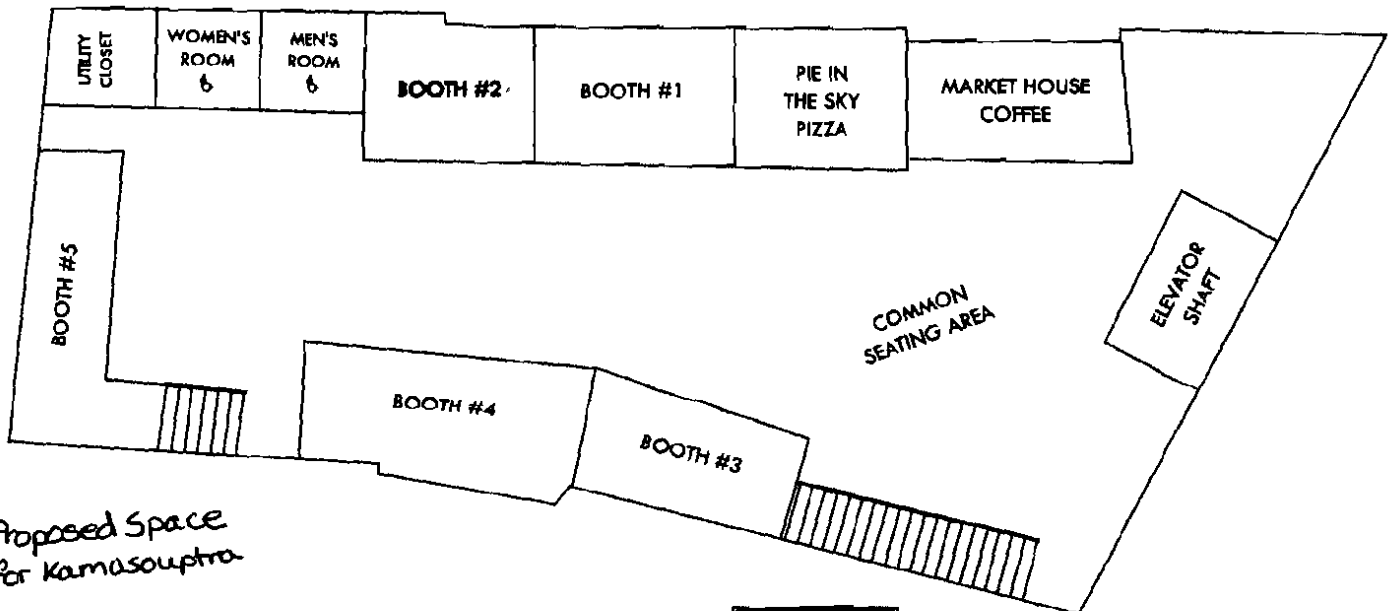 UTILITY
CLOSET
WOMEN'S
ROOM
MEN'S
ROOM
BOOTH #2
BOOTH #1
PIE IN
THE SKY
PIZZA
MARKET HOUSE
COFFEE
BOOTH #5
ELEVATOR
SHAFT
COMMON
SEATING AREA
BOOTH #4
BOOTH #3
Proposed Space
For Kamasouptra